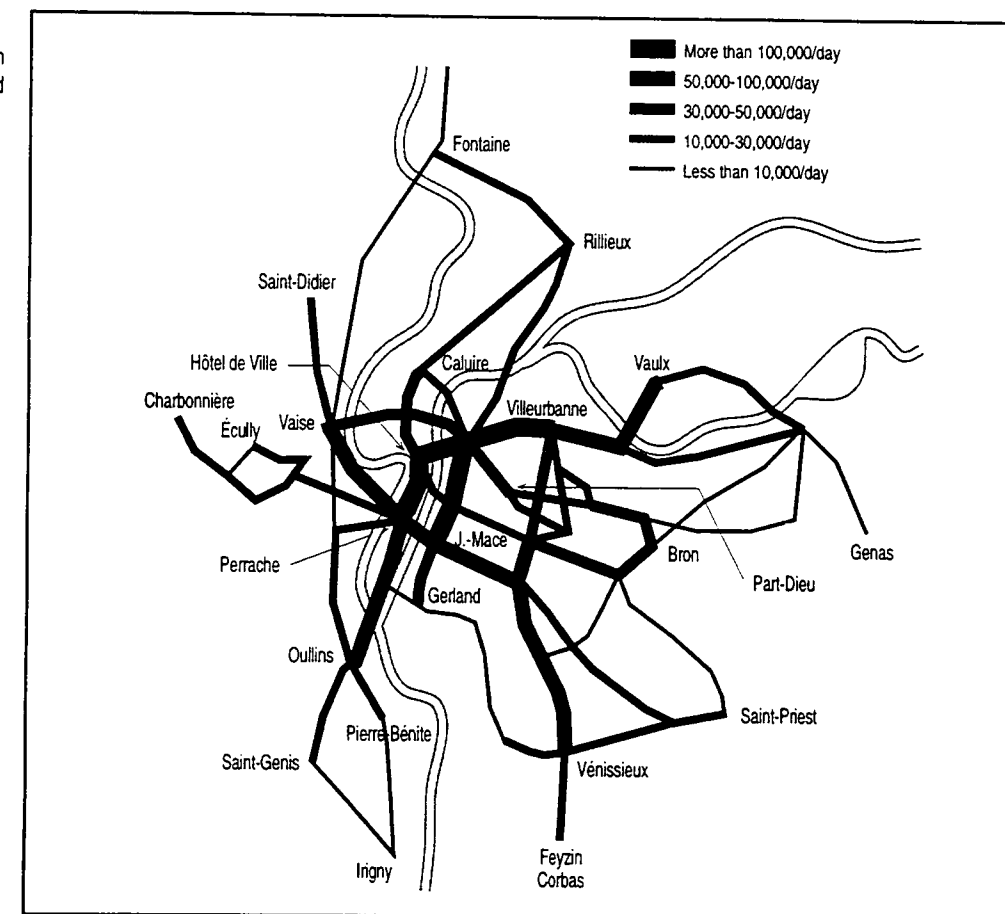 More than 100,000/day
50,000-100,000/day
30,000-50,000/day
10,000-30,000/day
Less than 10,000/day
Fontaine
Rillieux
Saint-Didier
Hôtel de Ville
Caluire
Vaulx
Charbonnière
Villeurbanne
Écully
Vaise
J.-Mace
Bron
Genas
Perrache
Part-Dieu
Gerland
Oullins
Saint-Priest
Pierre-Bénite
Saint-Genis
Vénissieux
Feyzin
Corbas
Irigny